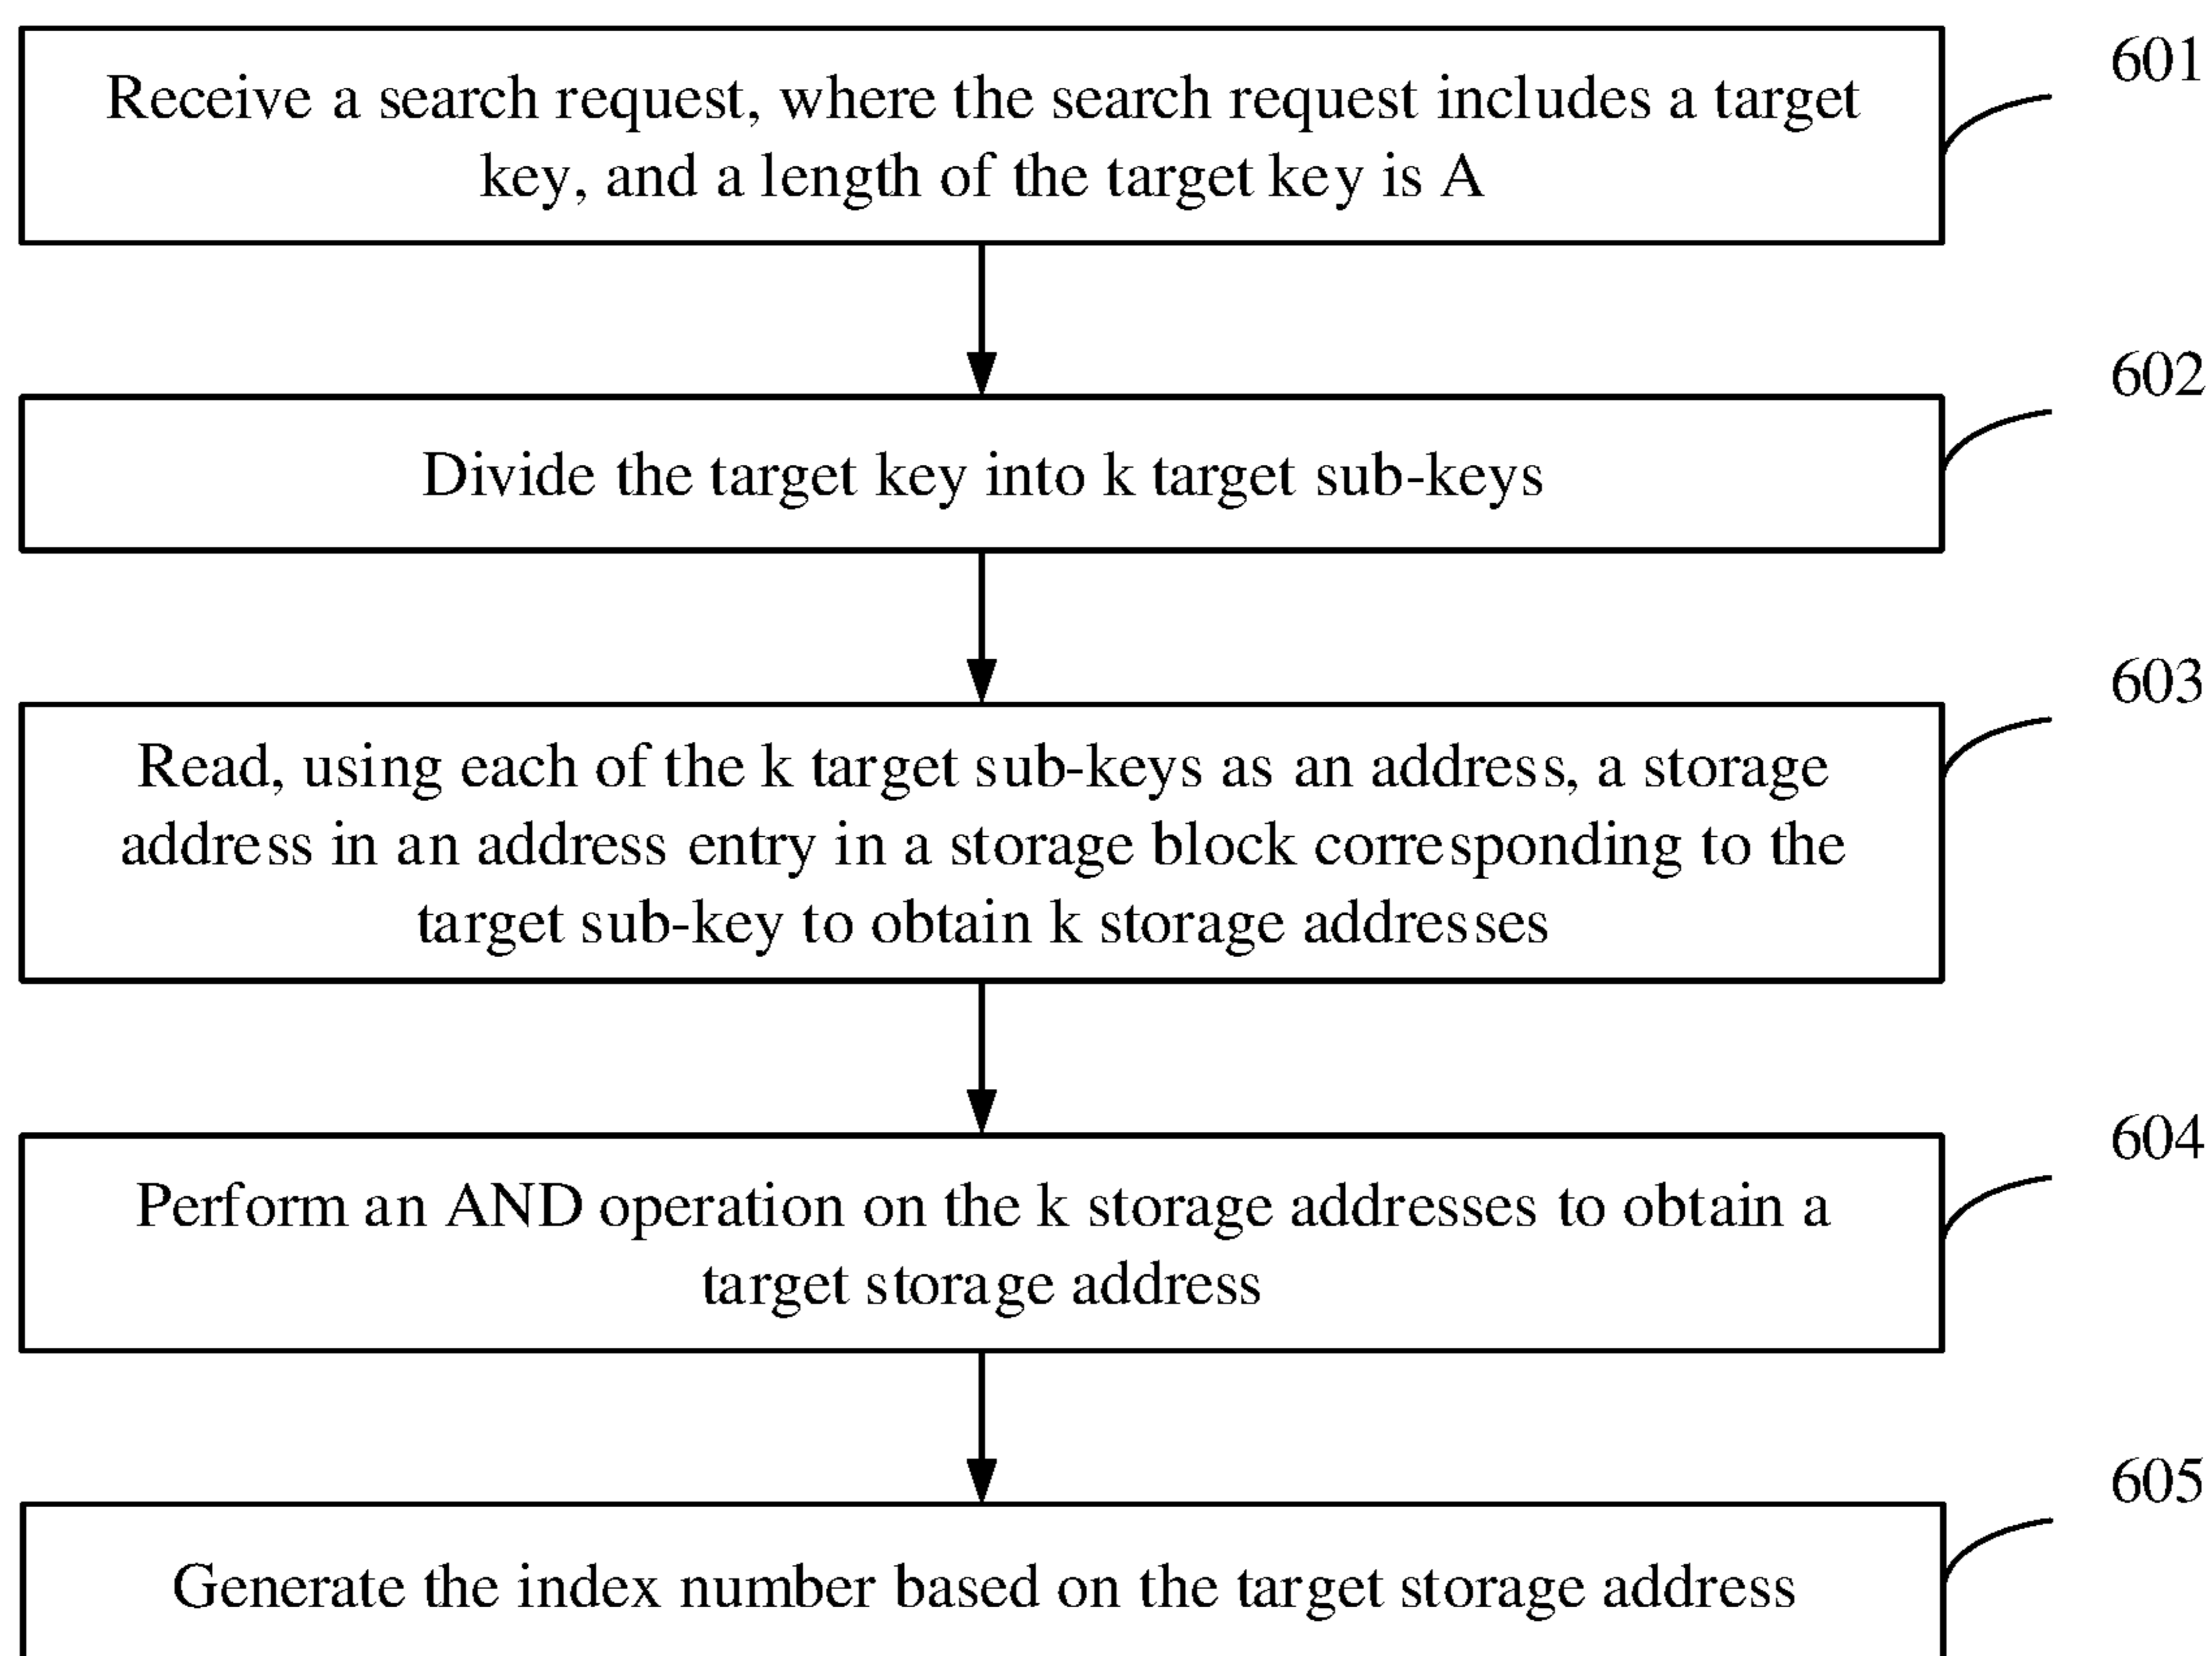 601
Receive a search request, where the search request includes a target
key, and a length of the target key is A
602
Divide the target key into k target sub-keys
603
Read, using each of the k target sub-keys as an address, a storage
address in an address entry in a storage block corresponding to the
target sub-key to obtain k storage addresses
604
Perform an AND operation on the k storage addresses to obtain a
target storage address
605
Generate the index number based on the target storage address